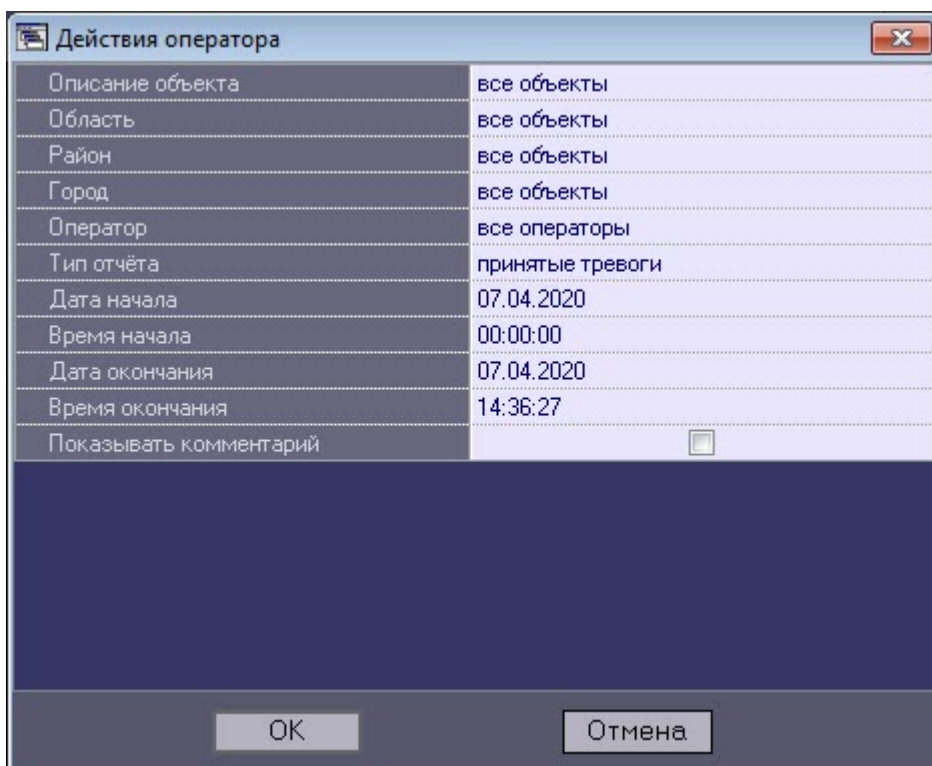 Действия оператора
Описание объекта все объекты
Область все объекты
Район все объекты
Город все объекты
Оператор все операторы
Тип отчёта принятые тревоги
Дата начала 07.04.2020
Время начала 00:00:00
Дата окончания 07.04.2020
Время окончания 14:36:27
Показывать комментарий
OK Отмена